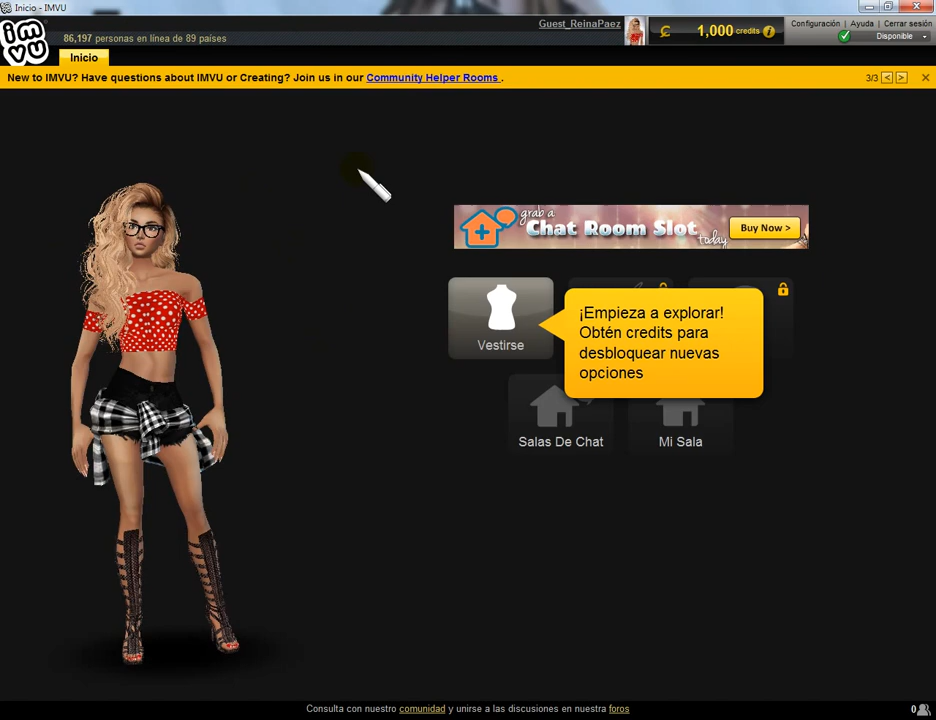 Inicio - IMVU
imvu
Guest_ReinaPaez
1,000 credits
Configuración | Ayuda | Cerrar sesión
Disponible
86,197 personas en línea de 89 países
Inicio
New to IMVU? Have questions about IMVU or Creating? Join us in our Community Helper Rooms .
3/3 < >
grab a
Chat Room Slot
today
Buy Now >
Vestirse
¡Empieza a explorar!
Obtén credits para
desbloquear nuevas
opciones
Salas De Chat
Mi Sala
Consulta con nuestro comunidad y unirse a las discusiones en nuestra foros
0